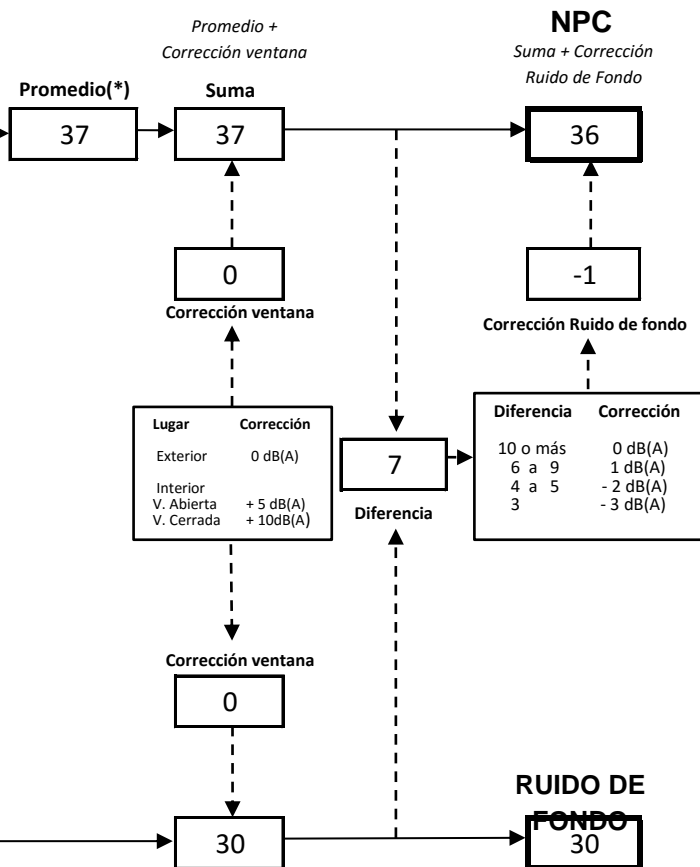 Promedio +
Corrección ventana
NPC
Suma + Corrección
Ruido de Fondo
Promedio(*)
Suma
37
37
36
0
-1
Corrección ventana
Corrección Ruido de fondo
Lugar Corrección
Exterior 0 dB(A)
Interior
V. Abierta + 5 dB(A)
V. Cerrada + 10dB(A)
7
Diferencia
Diferencia Corrección
10 o más 0 dB(A)
6 a 9 1 dB(A)
4 a 5 - 2 dB(A)
3 - 3 dB(A)
Corrección ventana
0
RUIDO DE
FONDO
30
30